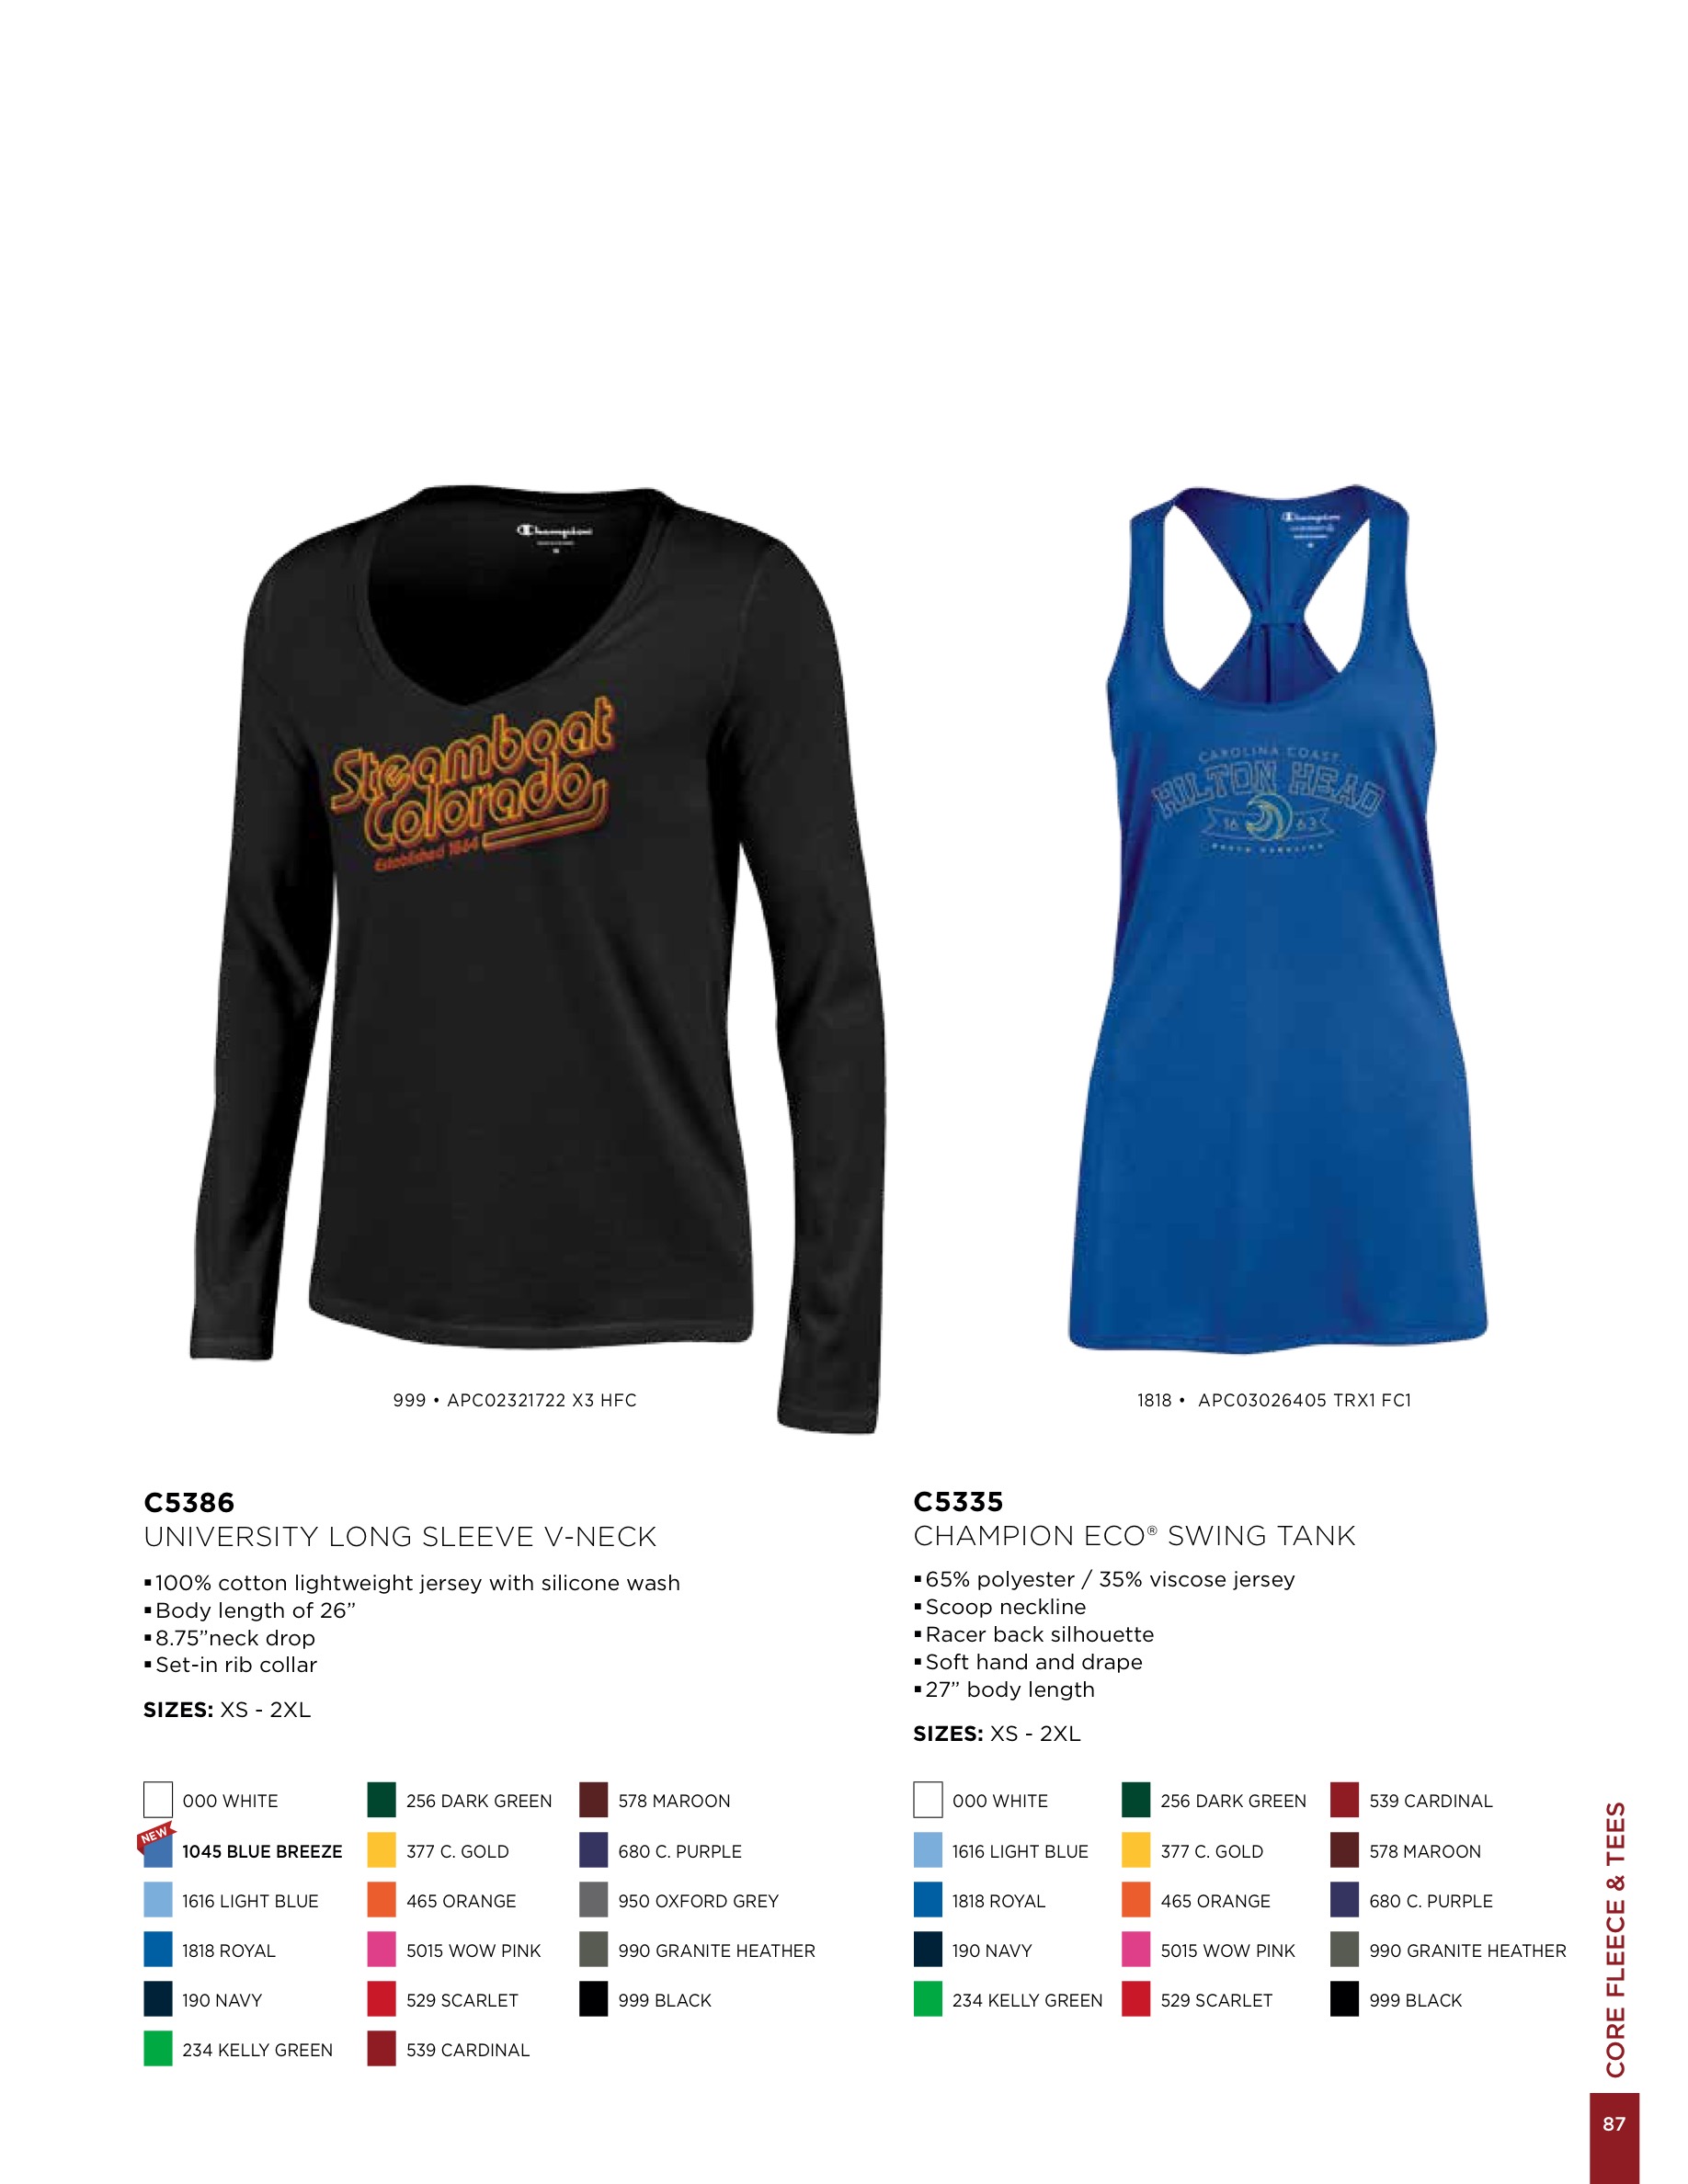 Champion
Steamboat
Colorado
Established 1884
Champion
CAROLINA COAST
HILTON HEAD
16 63
999 • APC02321722 X3 HFC
1818 • APC03026405 TRX1 FC1
C5386
UNIVERSITY LONG SLEEVE V-NECK
▪100% cotton lightweight jersey with silicone wash
▪Body length of 26”
▪8.75”neck drop
▪Set-in rib collar
SIZES: XS - 2XL
000 WHITE
NEW
1045 BLUE BREEZE
1616 LIGHT BLUE
1818 ROYAL
190 NAVY
234 KELLY GREEN
256 DARK GREEN
377 C. GOLD
465 ORANGE
5015 WOW PINK
529 SCARLET
539 CARDINAL
578 MAROON
680 C. PURPLE
950 OXFORD GREY
990 GRANITE HEATHER
999 BLACK
C5335
CHAMPION ECO® SWING TANK
▪65% polyester / 35% viscose jersey
▪Scoop neckline
▪Racer back silhouette
▪Soft hand and drape
▪27” body length
SIZES: XS - 2XL
000 WHITE
1616 LIGHT BLUE
1818 ROYAL
190 NAVY
234 KELLY GREEN
256 DARK GREEN
377 C. GOLD
465 ORANGE
5015 WOW PINK
529 SCARLET
539 CARDINAL
578 MAROON
680 C. PURPLE
990 GRANITE HEATHER
999 BLACK
CORE FLEECE & TEES
87